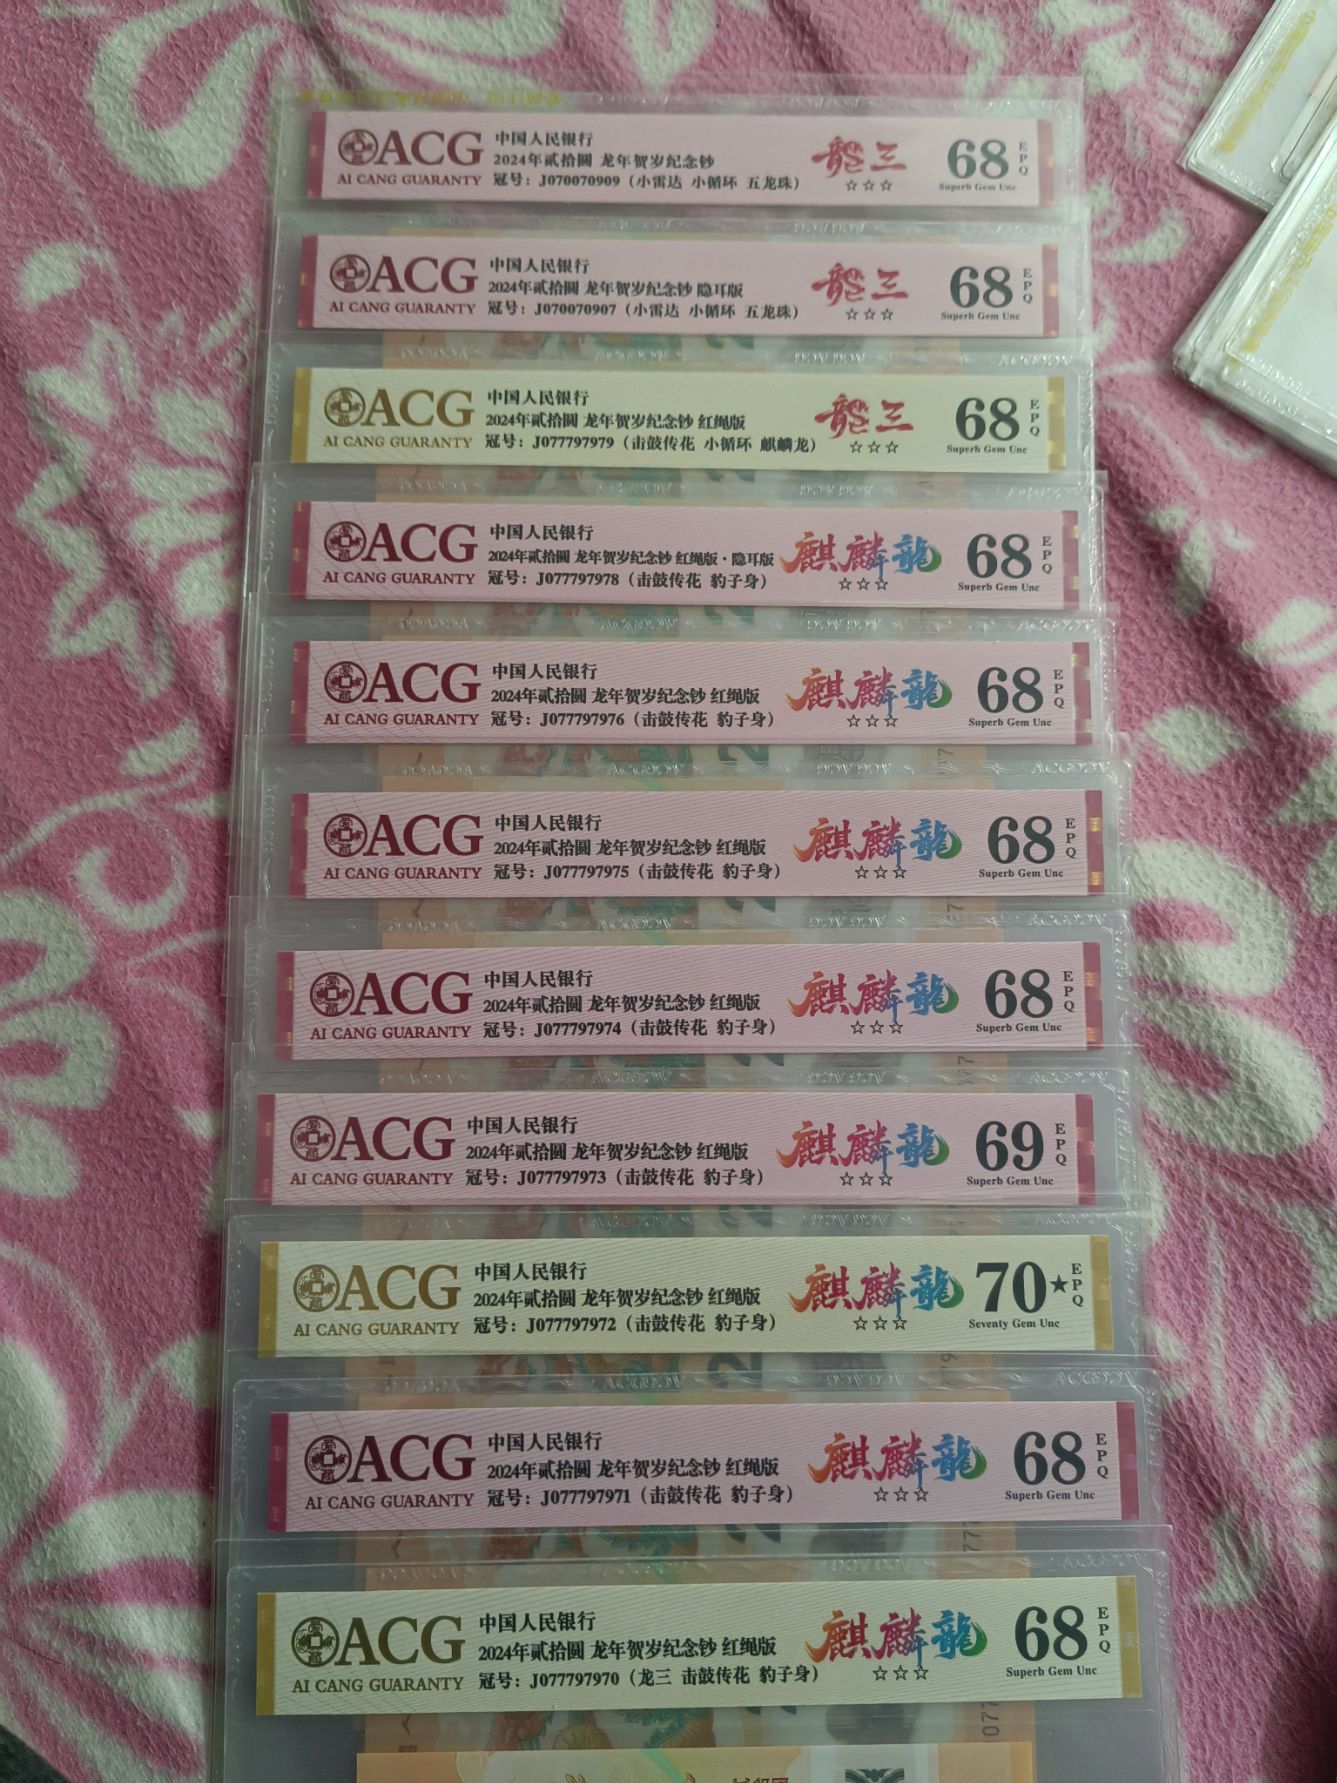 ACG
AI CANG GUARANTY
中国人民银行
2024年贰拾圆 龙年贺岁纪念钞
冠号：J070070909（小雷达 小循环 五龙珠）
龍三
☆☆☆
68
EPQ
Superb Gem Unc
ACG
AI CANG GUARANTY
中国人民银行
2024年贰拾圆 龙年贺岁纪念钞 隐耳版
冠号：J070070907（小雷达 小循环 五龙珠）
龍三
☆☆☆
68
EPQ
Superb Gem Unc
ACG
AI CANG GUARANTY
中国人民银行
2024年贰拾圆 龙年贺岁纪念钞 红绳版
冠号：J077797979（击鼓传花 小循环 麒麟龙）
龍三
☆☆☆
68
EPQ
Superb Gem Unc
ACG
AI CANG GUARANTY
中国人民银行
2024年贰拾圆 龙年贺岁纪念钞 红绳版·隐耳版
冠号：J077797978（击鼓传花 豹子身）
麒麟龍
☆☆☆
68
EPQ
Superb Gem Unc
ACG
AI CANG GUARANTY
中国人民银行
2024年贰拾圆 龙年贺岁纪念钞 红绳版
冠号：J077797976（击鼓传花 豹子身）
麒麟龍
☆☆☆
68
EPQ
Superb Gem Unc
ACG
AI CANG GUARANTY
中国人民银行
2024年贰拾圆 龙年贺岁纪念钞 红绳版
冠号：J077797975（击鼓传花 豹子身）
麒麟龍
☆☆☆
68
EPQ
Superb Gem Unc
ACG
AI CANG GUARANTY
中国人民银行
2024年贰拾圆 龙年贺岁纪念钞 红绳版
冠号：J077797974（击鼓传花 豹子身）
麒麟龍
☆☆☆
68
EPQ
Superb Gem Unc
ACG
AI CANG GUARANTY
中国人民银行
2024年贰拾圆 龙年贺岁纪念钞 红绳版
冠号：J077797973（击鼓传花 豹子身）
麒麟龍
☆☆☆
69
EPQ
Superb Gem Unc
ACG
AI CANG GUARANTY
中国人民银行
2024年贰拾圆 龙年贺岁纪念钞 红绳版
冠号：J077797972（击鼓传花 豹子身）
麒麟龍
☆☆☆
70★
EPQ
Seventy Gem Unc
ACG
AI CANG GUARANTY
中国人民银行
2024年贰拾圆 龙年贺岁纪念钞 红绳版
冠号：J077797971（击鼓传花 豹子身）
麒麟龍
☆☆☆
68
EPQ
Superb Gem Unc
ACG
AI CANG GUARANTY
中国人民银行
2024年贰拾圆 龙年贺岁纪念钞 红绳版
冠号：J077797970（龙三 击鼓传花 豹子身）
麒麟龍
☆☆☆
68
EPQ
Superb Gem Unc